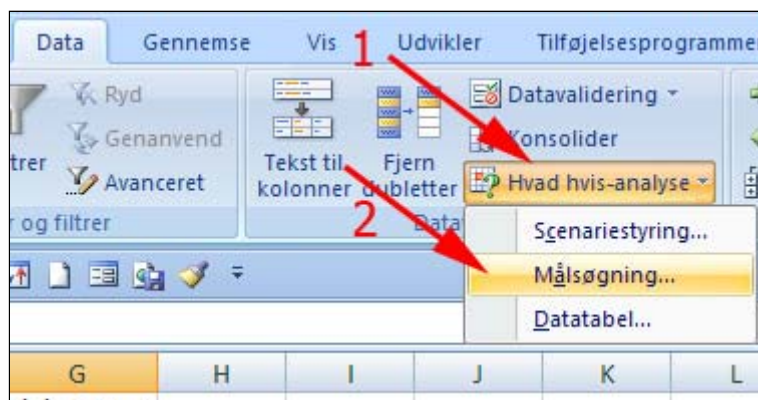 Data Gennemse Vis Udvikler Tilføjelsesprogrammer
1
Ryd
Genanvend
Avanceret
og filtrer
Tekst til kolonner
Fjern dubletter
Datavalidering
Konsolider
Hvad hvis-analyse
2
Scenariestyring...
Målsøgning...
Datatabel...
G H I J K L